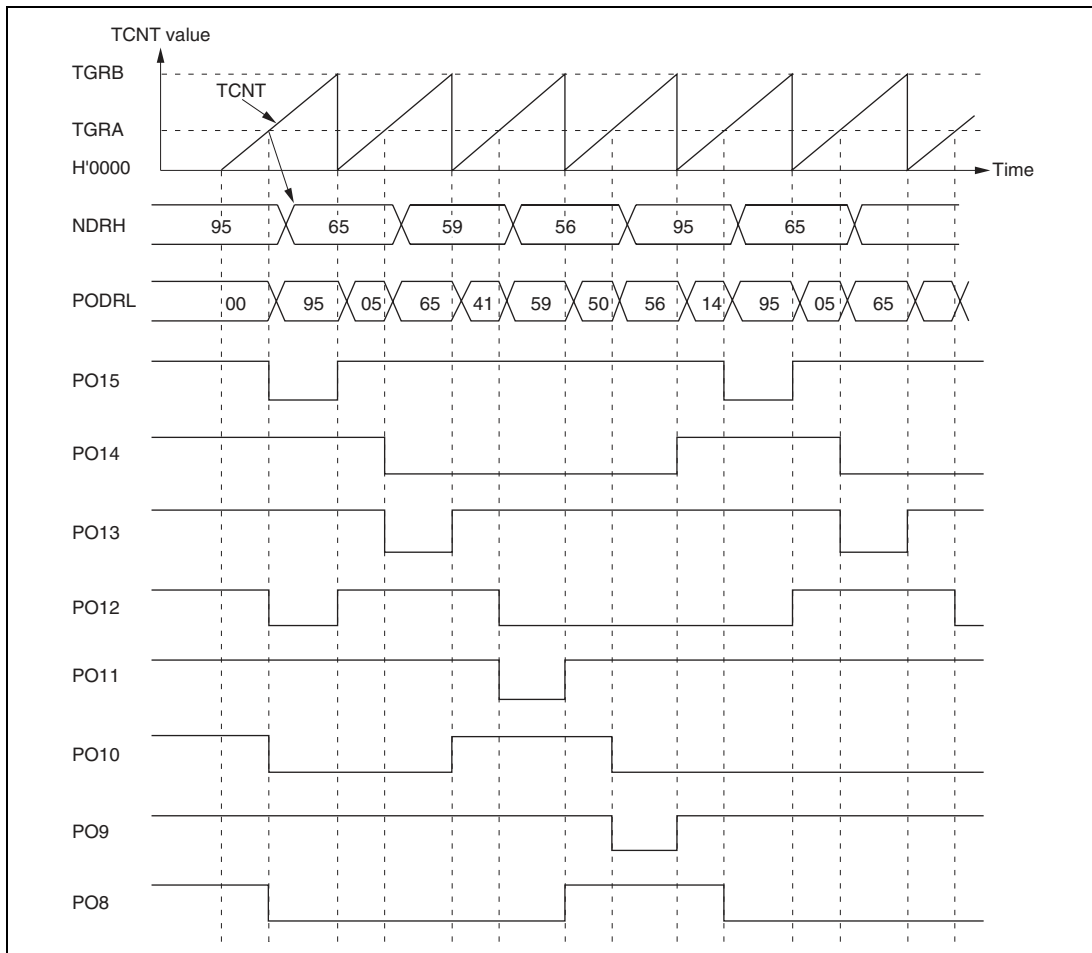 TCNT value
TGRB
TCNT
TGRA
H'0000
Time
NDRH 95 65 59 56 95 65
PODRL 00 95 05 65 41 59 50 56 14 95 05 65
PO15
PO14
PO13
PO12
PO11
PO10
PO9
PO8